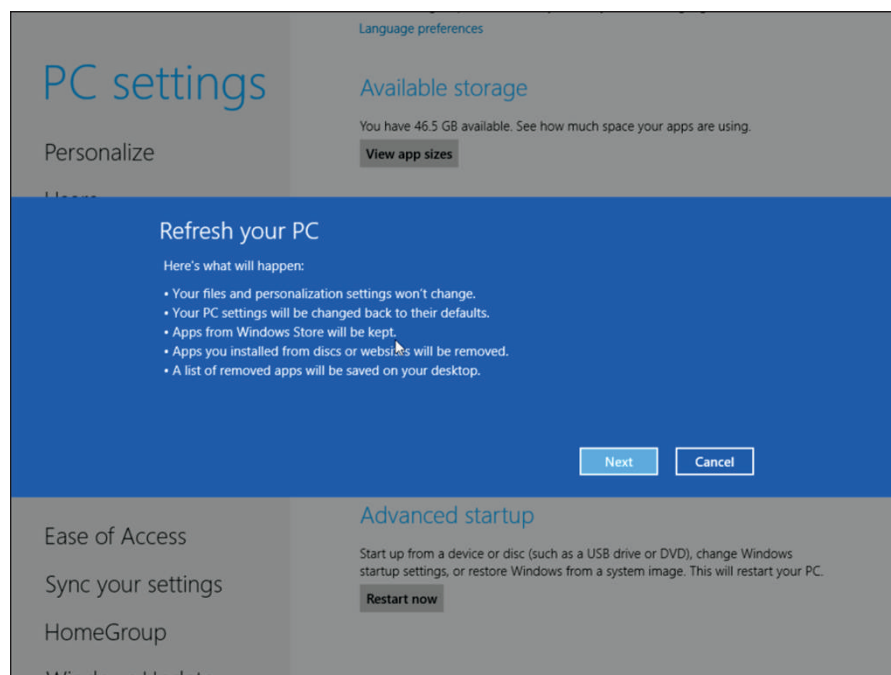 Language preferences
PC settings
Available storage
You have 46.5 GB available. See how much space your apps are using.
Personalize
View app sizes
Refresh your PC
Here's what will happen:
• Your files and personalization settings won't change.
• Your PC settings will be changed back to their defaults.
• Apps from Windows Store will be kept.
• Apps you installed from discs or websites will be removed.
• A list of removed apps will be saved on your desktop.
Next
Cancel
Advanced startup
Ease of Access
Start up from a device or disc (such as a USB drive or DVD), change Windows
startup settings, or restore Windows from a system image. This will restart your PC.
Sync your settings
Restart now
HomeGroup